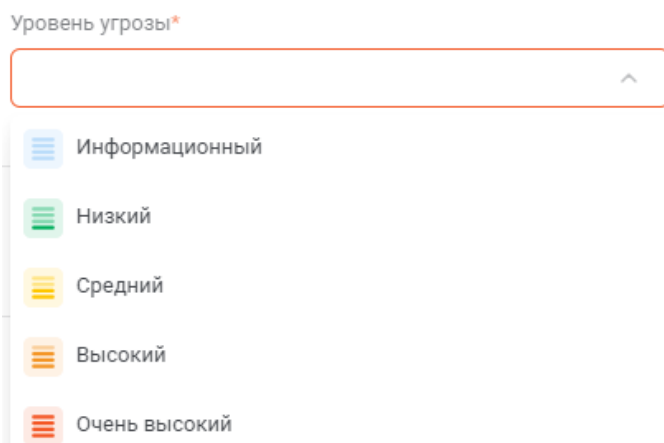 Уровень угрозы*
Информационный
Низкий
Средний
Высокий
Очень высокий